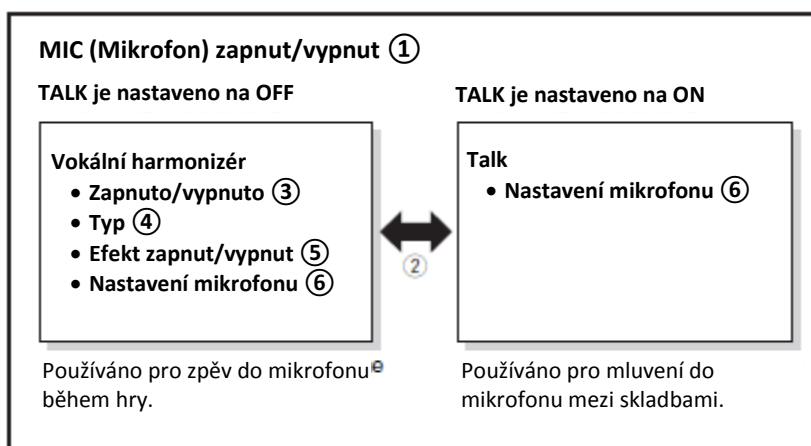 MIC (Mikrofon) zapnut/vypnut ①
TALK je nastaveno na OFF
Vokální harmonizér
• Zapnuto/vypnuto ③
• Typ ④
• Efekt zapnut/vypnut ⑤
• Nastavení mikrofonu ⑥
Používáno pro zpěv do mikrofonu
během hry.
②
TALK je nastaveno na ON
Talk
• Nastavení mikrofonu ⑥
Používáno pro mluvení do
mikrofonu mezi skladbami.